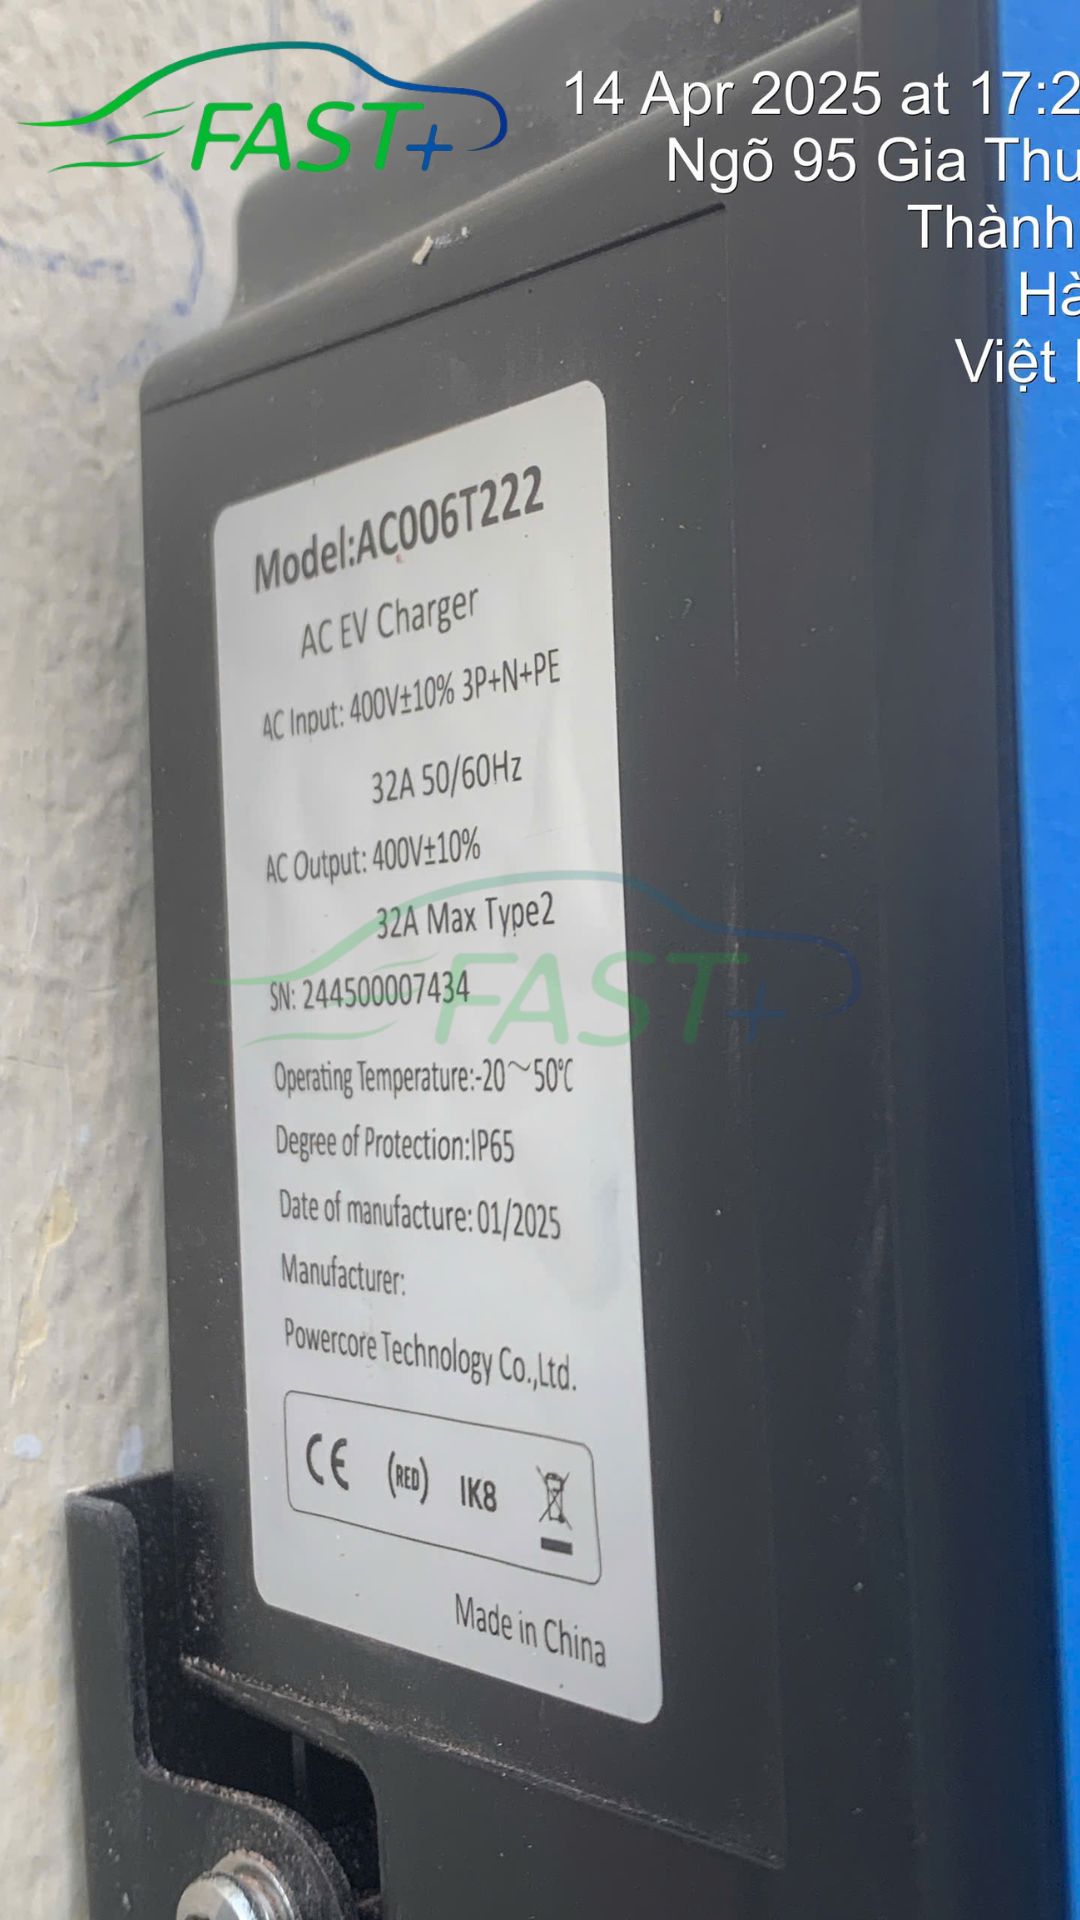 FAST+
14 Apr 2025 at 17:2
Ngõ 95 Gia Thu
Thành
Hà
Việt
Model:AC006T222
AC EV Charger
AC Input: 400V±10% 3P+N+PE
32A 50/60Hz
AC Output: 400V±10%
32A Max Type2
FAST+
SN: 244500007434
Operating Temperature:-20~50℃
Degree of Protection:IP65
Date of manufacture: 01/2025
Manufacturer:
Powercore Technology Co.,Ltd.
CE (RED) IK8
Made in China